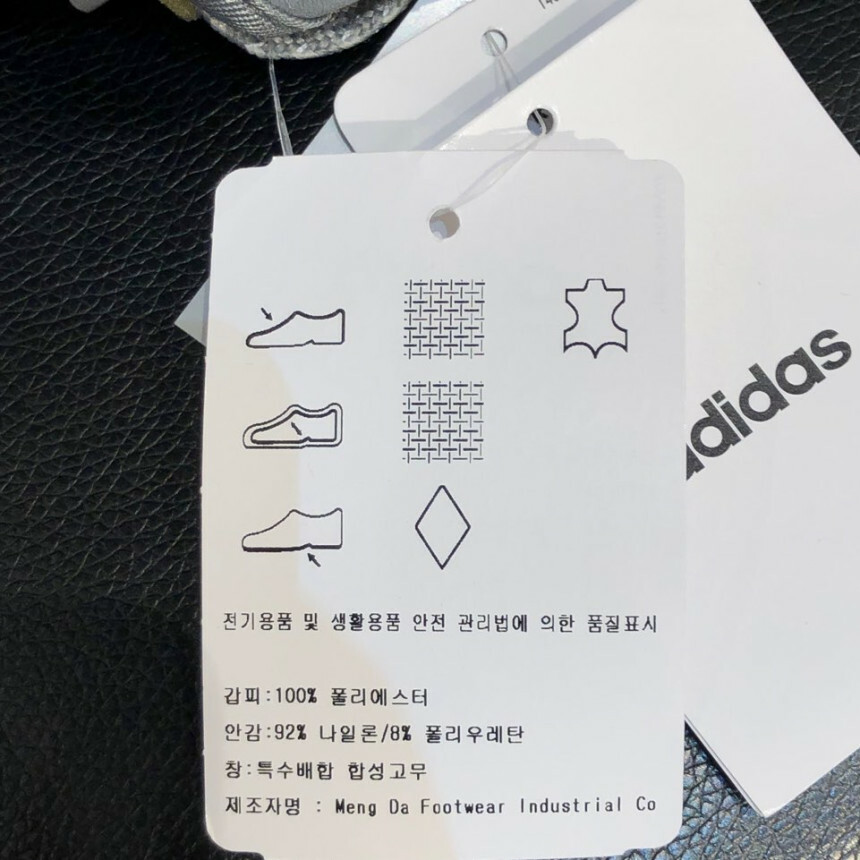 adidas
전기용품 및 생활용품 안전 관리법에 의한 품질표시
갑피:100% 폴리에스터
안감:92% 나일론/8% 폴리우레탄
창:특수배합 합성고무
제조자명 : Meng Da Footwear Industrial Co